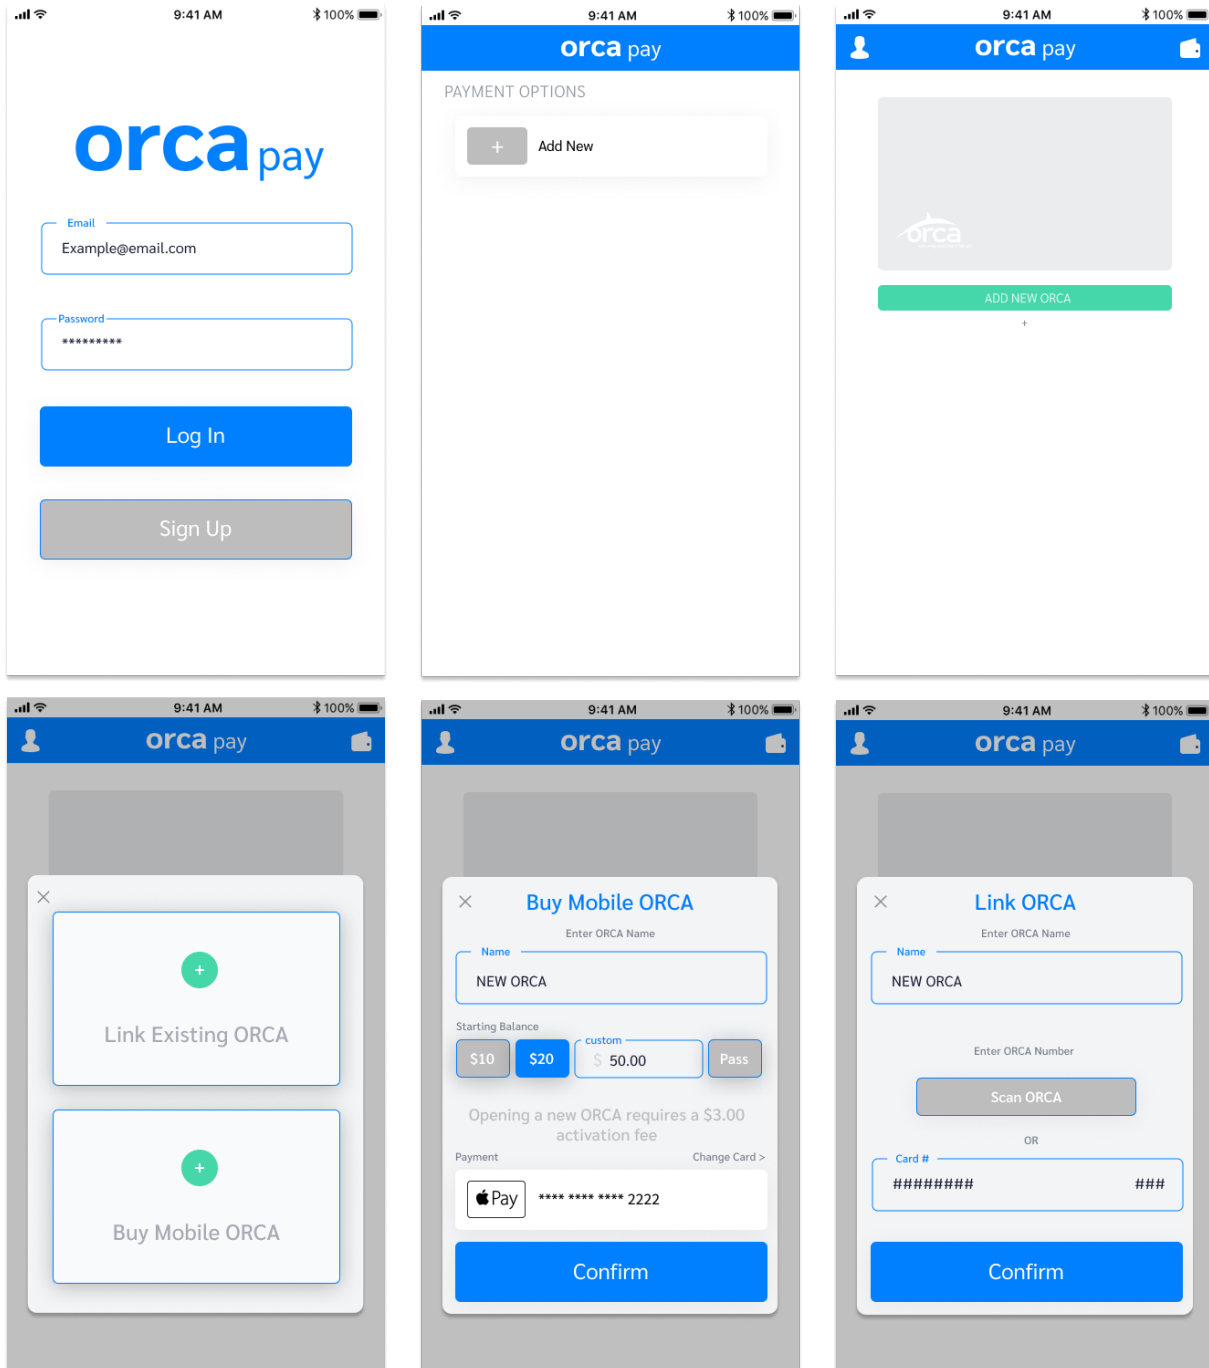 9:41 AM 100%
orca pay
Email
Example@email.com
Password
*********
Log In
Sign Up
9:41 AM 100%
orca pay
PAYMENT OPTIONS
+ Add New
9:41 AM 100%
orca pay
orca
ADD NEW ORCA
+
9:41 AM 100%
orca pay
+
Link Existing ORCA
+
Buy Mobile ORCA
9:41 AM 100%
orca pay
Buy Mobile ORCA
Enter ORCA Name
Name
NEW ORCA
Starting Balance
custom
$10 $20 $ 50.00 Pass
Opening a new ORCA requires a $3.00
activation fee
Payment Change Card >
Pay **** **** **** 2222
Confirm
9:41 AM 100%
orca pay
Link ORCA
Enter ORCA Name
Name
NEW ORCA
Enter ORCA Number
Scan ORCA
OR
Card #
######## ###
Confirm